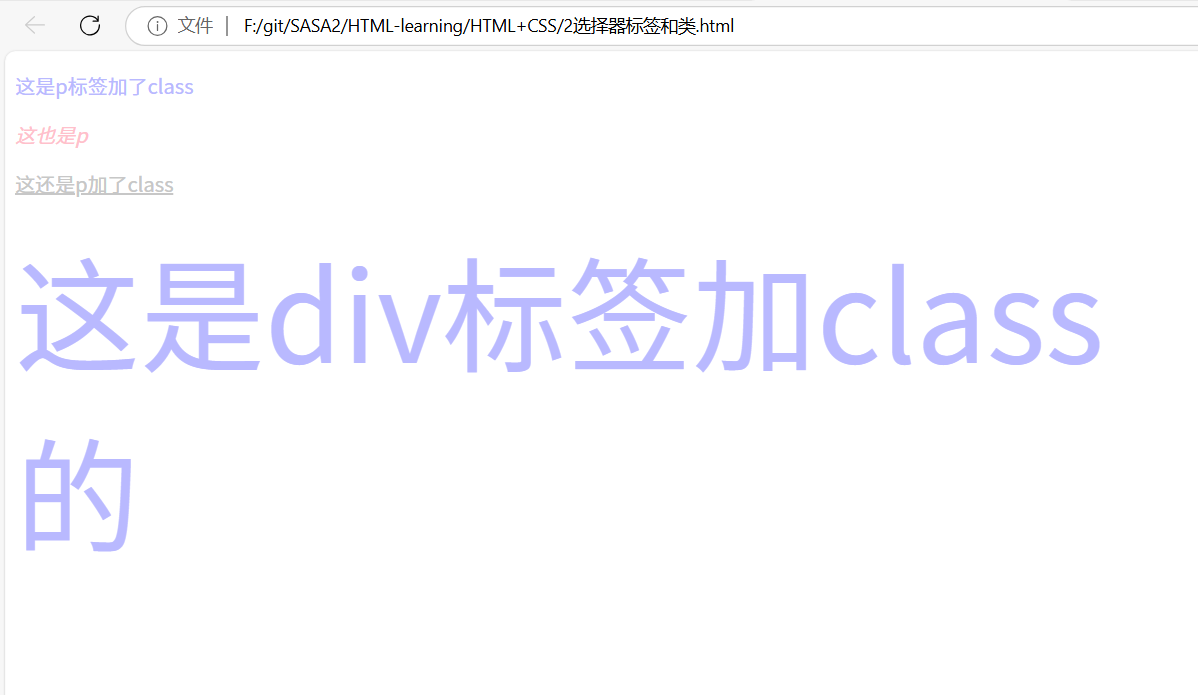 文件 | F:/git/SASA2/HTML-learning/HTML+CSS/2选择器标签和类.html
这是p标签加了class
这也是p
这还是p加了class
这是div标签加class
的